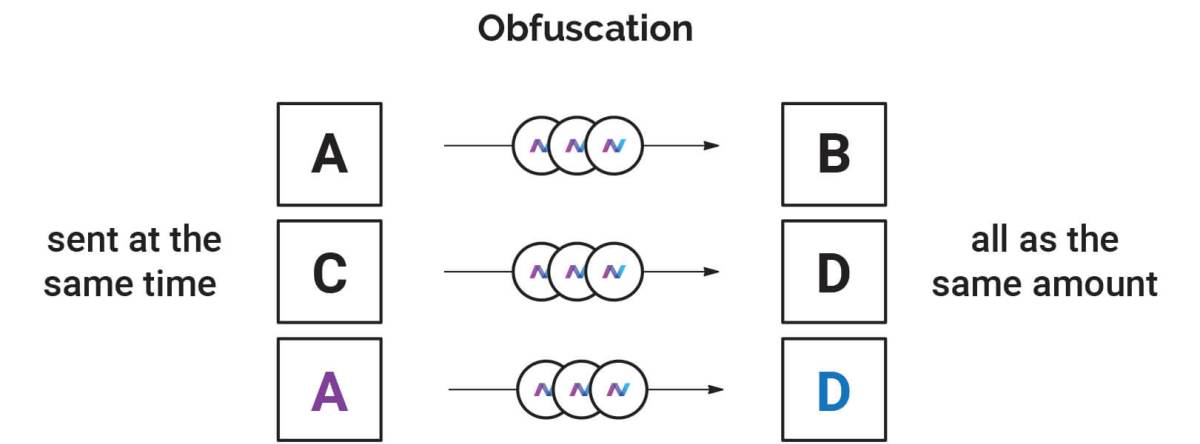 Obfuscation
A
B
sent at the
same time
C
D
all as the
same amount
A
D